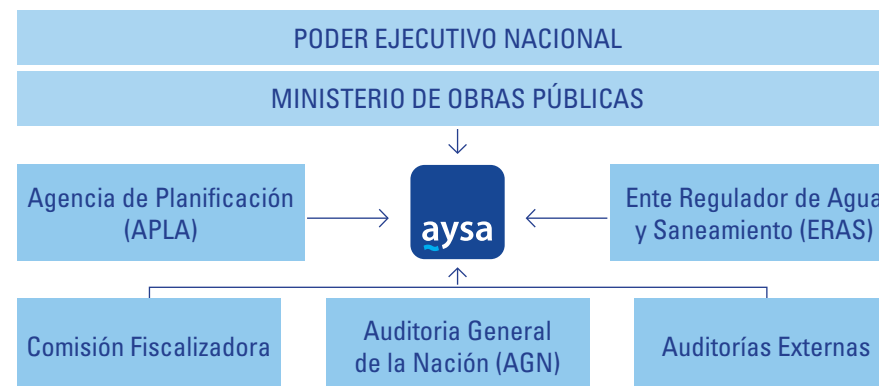 PODER EJECUTIVO NACIONAL
MINISTERIO DE OBRAS PÚBLICAS
Agencia de Planificación
(APLA)
aysa
Ente Regulador de Agua
y Saneamiento (ERAS)
Comisión Fiscalizadora
Auditoria General
de la Nación (AGN)
Auditorías Externas